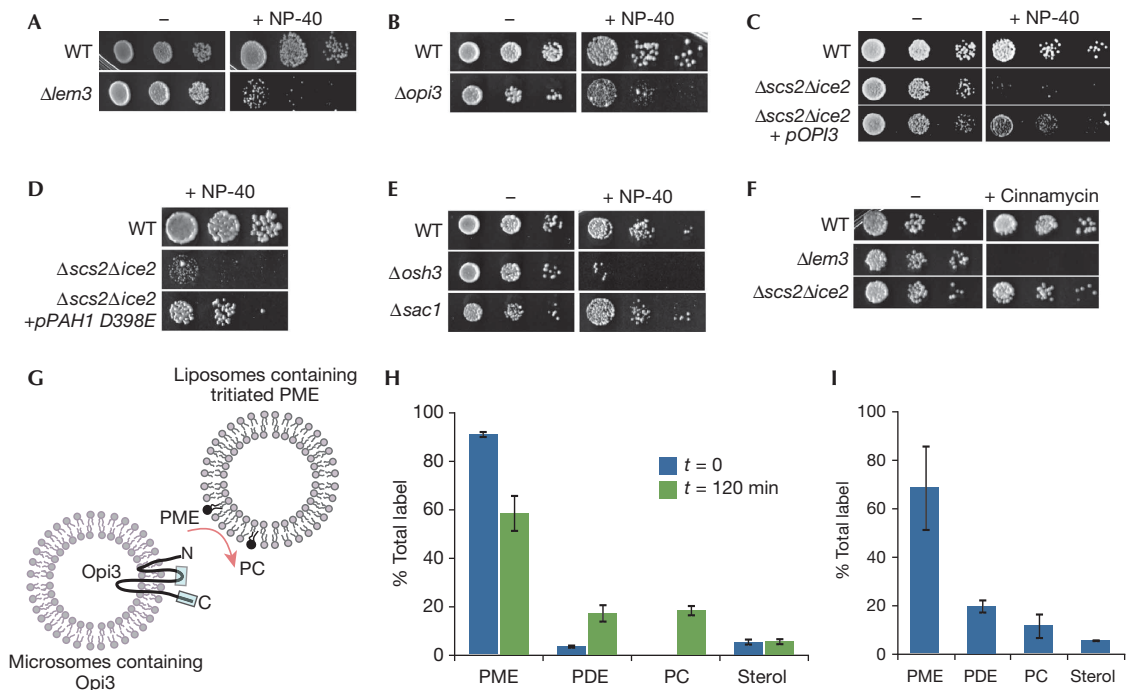 A
– + NP-40
WT
Δlem3
B
– + NP-40
WT
Δopi3
C
– + NP-40
WT
Δscs2Δice2
Δscs2Δice2
+ pOPI3
D
+ NP-40
WT
Δscs2Δice2
Δscs2Δice2
+pPAH1 D398E
E
– + NP-40
WT
Δosh3
Δsac1
F
– + Cinnamycin
WT
Δlem3
Δscs2Δice2
G
Liposomes containing
tritiated PME
PME
PC
Opi3
N
C
Microsomes containing
Opi3
H
% Total label
100
80
60
40
20
0
t = 0
t = 120 min
PME PDE PC Sterol
I
% Total label
100
80
60
40
20
0
PME PDE PC Sterol